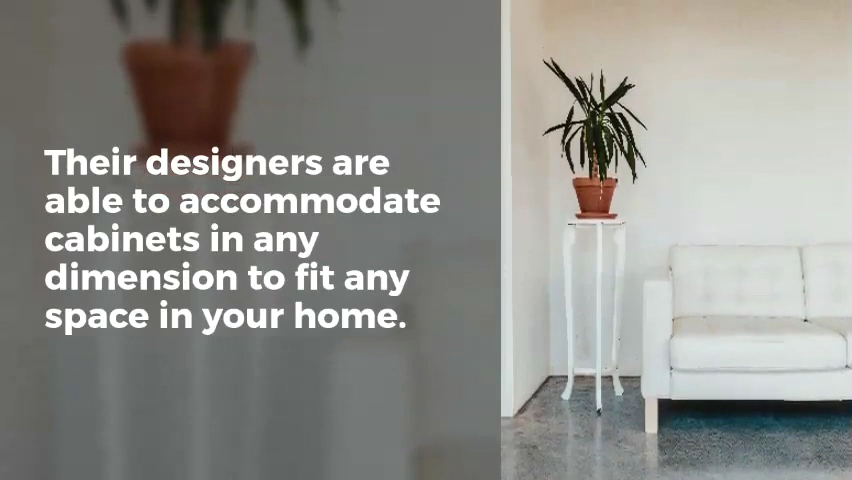 Their designers are
able to accommodate
cabinets in any
dimension to fit any
space in your home.